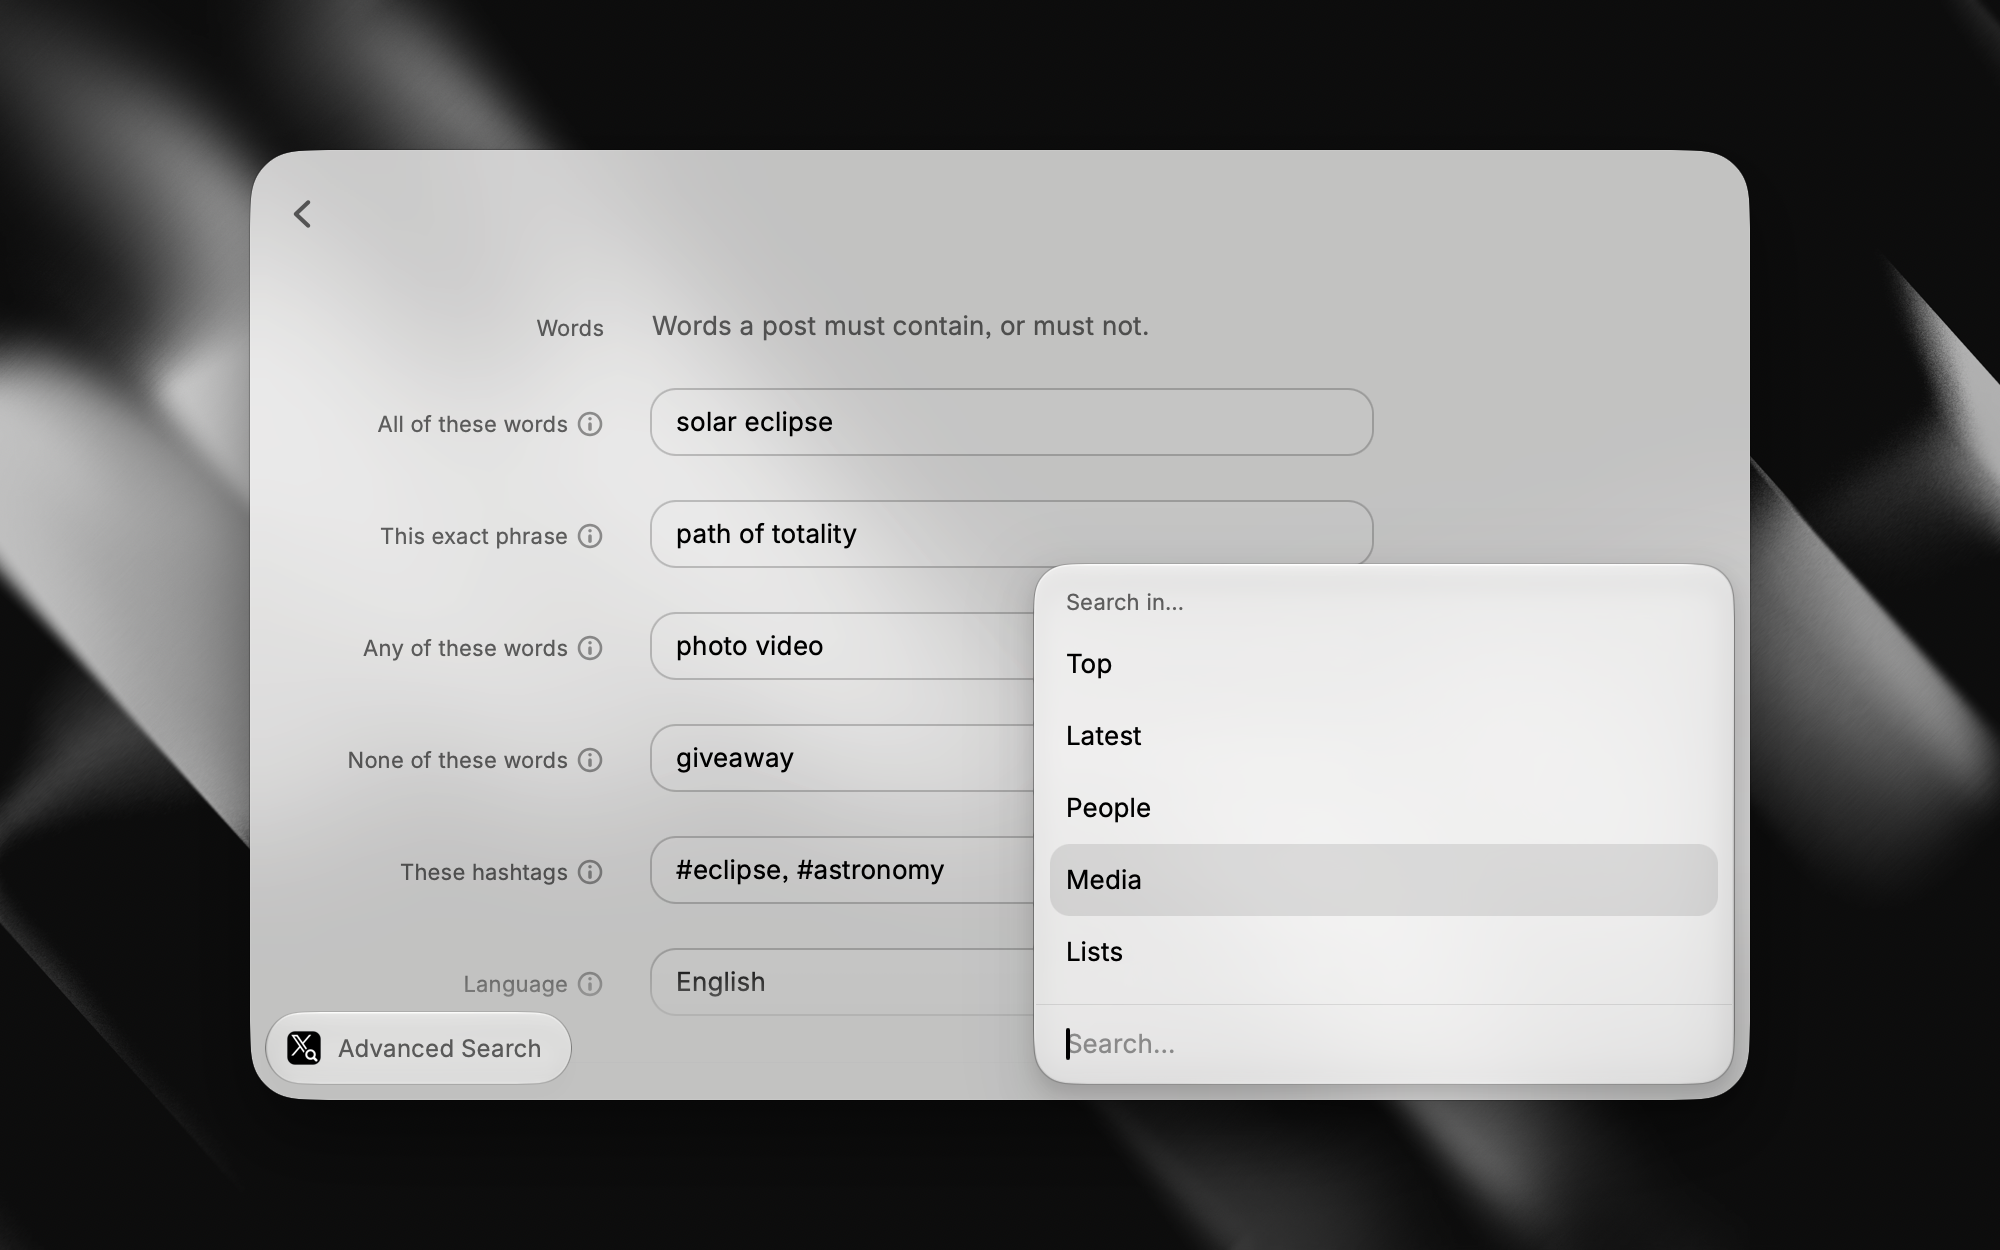 Words
Words a post must contain, or must not.
All of these words
solar eclipse
This exact phrase
path of totality
Any of these words
photo video
None of these words
giveaway
These hashtags
#eclipse, #astronomy
Language
English
Advanced Search
Search in...
Top
Latest
People
Media
Lists
Search...